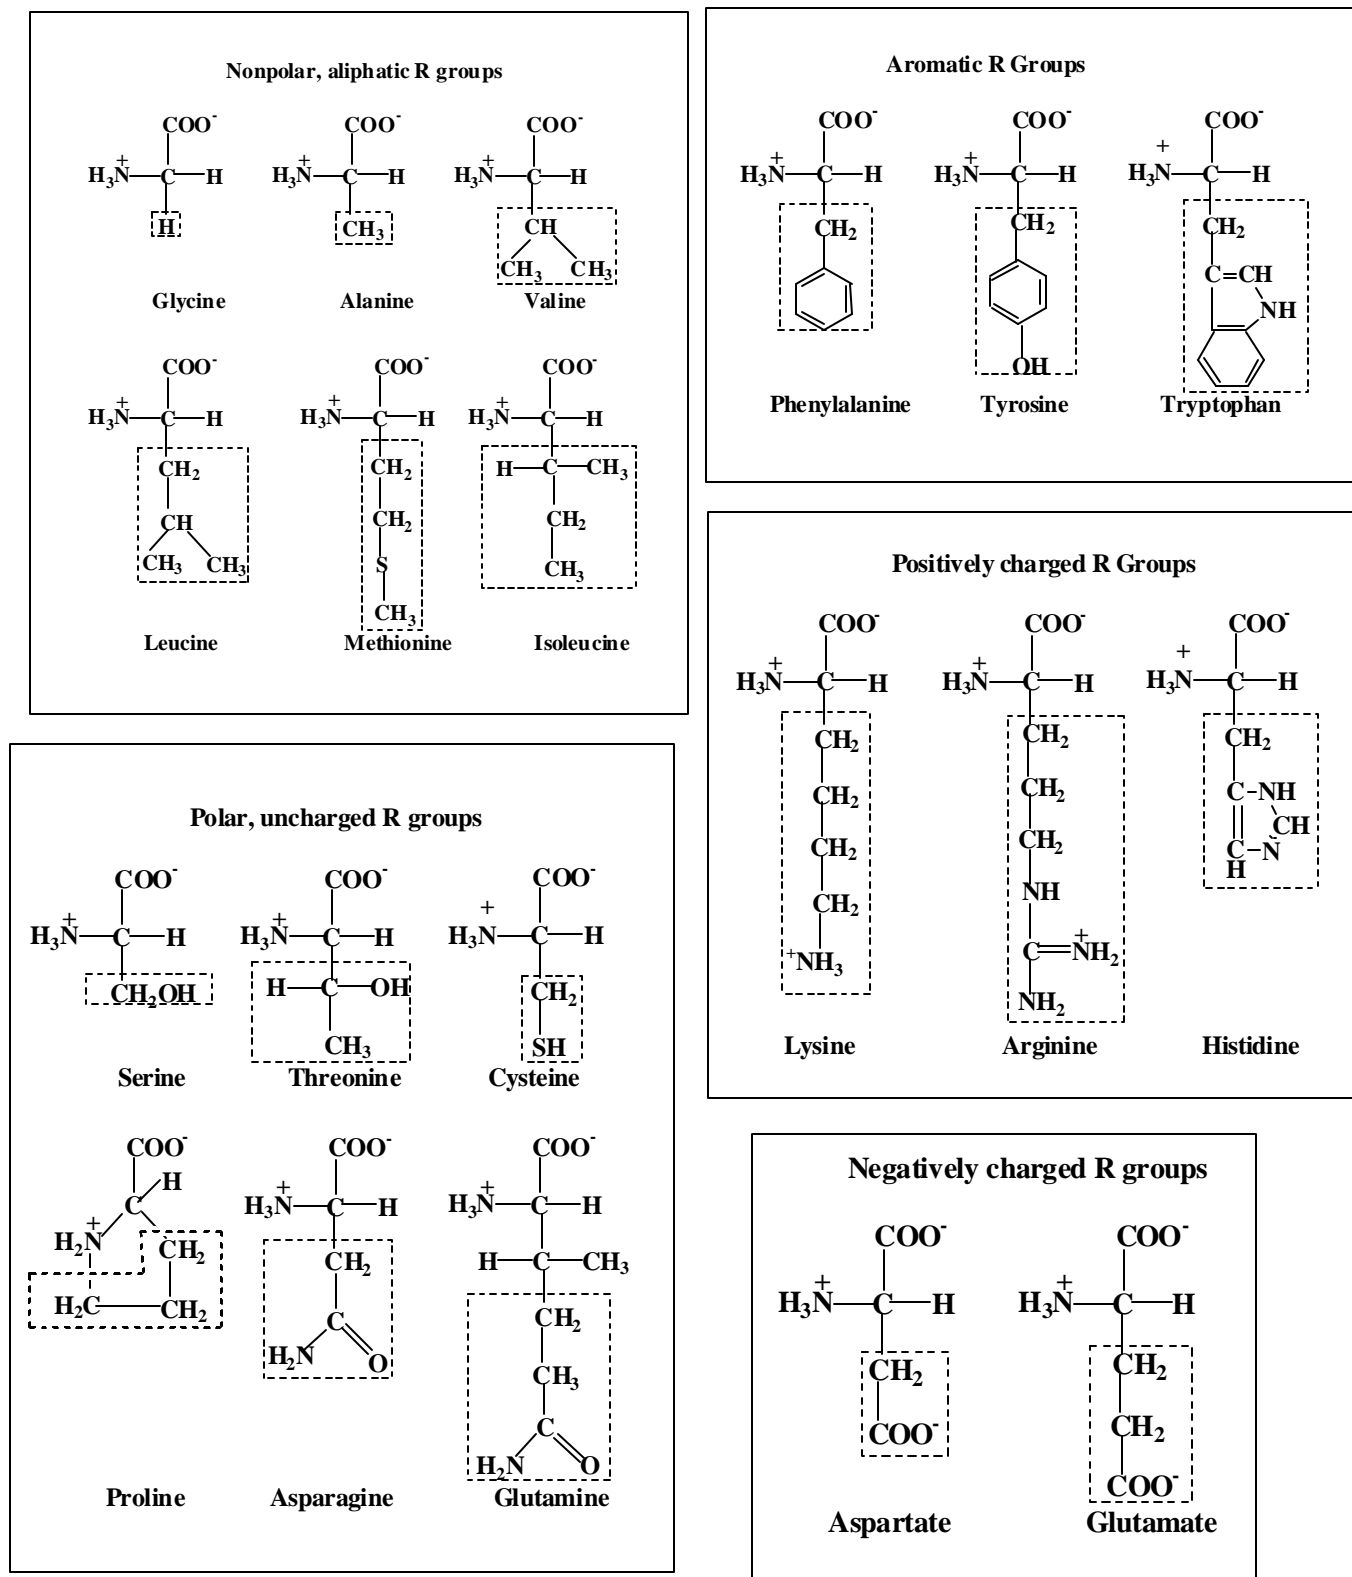 Nonpolar, aliphatic R groups
COO⁻ COO⁻ COO⁻
H₃N⁺ C H H₃N⁺ C H H₃N⁺ C H
H CH₃ CH
CH₃ CH₃
Glycine Alanine Valine
COO⁻ COO⁻ COO⁻
H₃N⁺ C H H₃N⁺ C H H₃N⁺ C H
CH₂ CH₂ H C CH₃
CH CH₂ CH₂
CH₃ CH₃ S CH₃
CH₃
Leucine Methionine Isoleucine
Aromatic R Groups
COO⁻ COO⁻ COO⁻
H₃N⁺ C H H₃N⁺ C H H₃N⁺ C H
CH₂ CH₂ CH₂
C=CH
NH
OH
Phenylalanine Tyrosine Tryptophan
Positively charged R Groups
COO⁻ COO⁻ COO⁻
H₃N⁺ C H H₃N⁺ C H H₃N⁺ C H
CH₂ CH₂ CH₂
CH₂ CH₂ C NH
CH
CH₂ CH₂ C N
H
CH₂ NH
⁺NH₃ C NH₂⁺
NH₂
Lysine Arginine Histidine
Polar, uncharged R groups
COO⁻ COO⁻ COO⁻
H₃N⁺ C H H₃N⁺ C H H₃N⁺ C H
CH₂OH H C OH CH₂
CH₃ SH
Serine Threonine Cysteine
COO⁻ COO⁻ COO⁻
H
C H₃N⁺ C H H₃N⁺ C H
H₂N⁺ CH₂ CH₂ H C CH₃
H₂C CH₂ C CH₂
H₂N O CH₃
C
H₂N O
Proline Asparagine Glutamine
Negatively charged R groups
COO⁻ COO⁻
H₃N⁺ C H H₃N⁺ C H
CH₂ CH₂
COO⁻ CH₂
COO⁻
Aspartate Glutamate